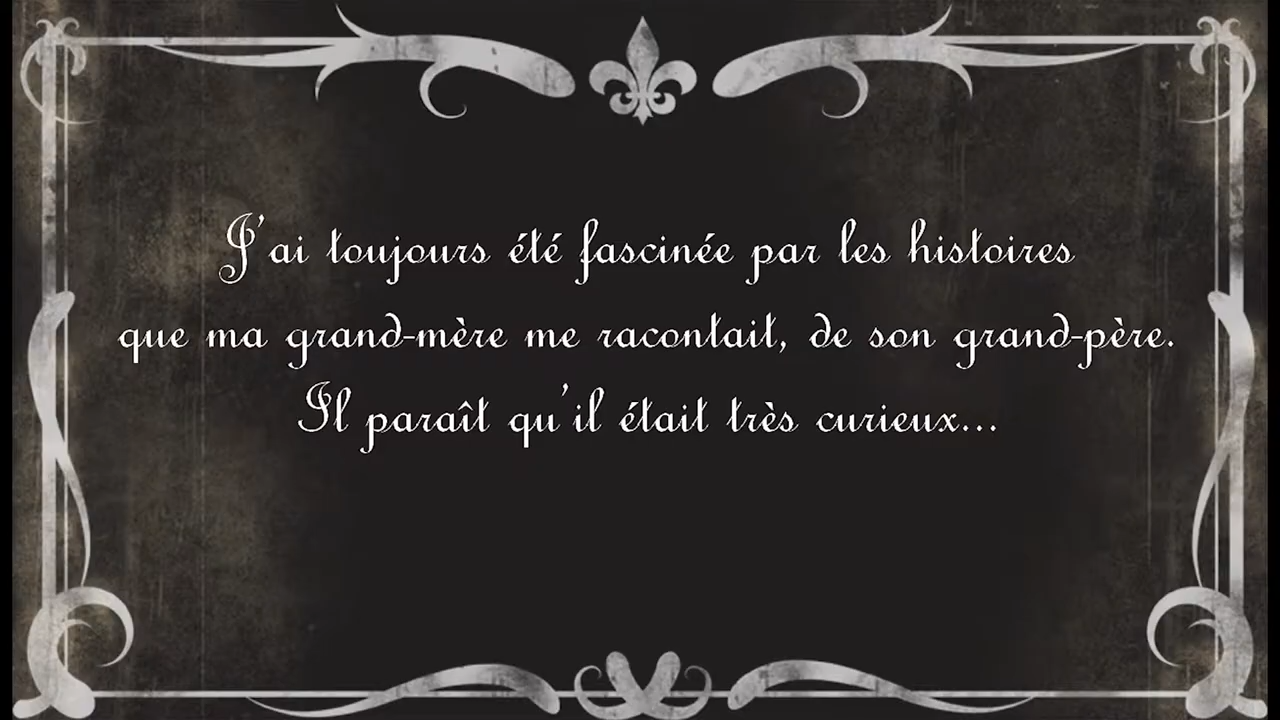 J'ai toujours été fascinée par les histoires
que ma grand-mère me racontait, de son grand-père.
Il paraît qu'il était très curieux...